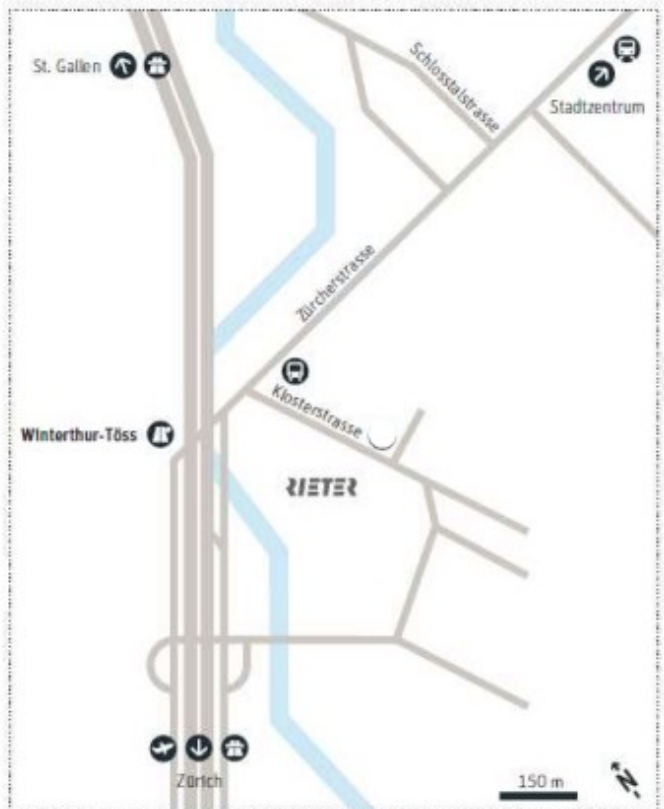 Schlosstalstrasse
St. Gallen
Stadtzentrum
Zürcherstrasse
Klosterstrasse
Winterthur-Töss
RIETER
Zürich
150 m
N